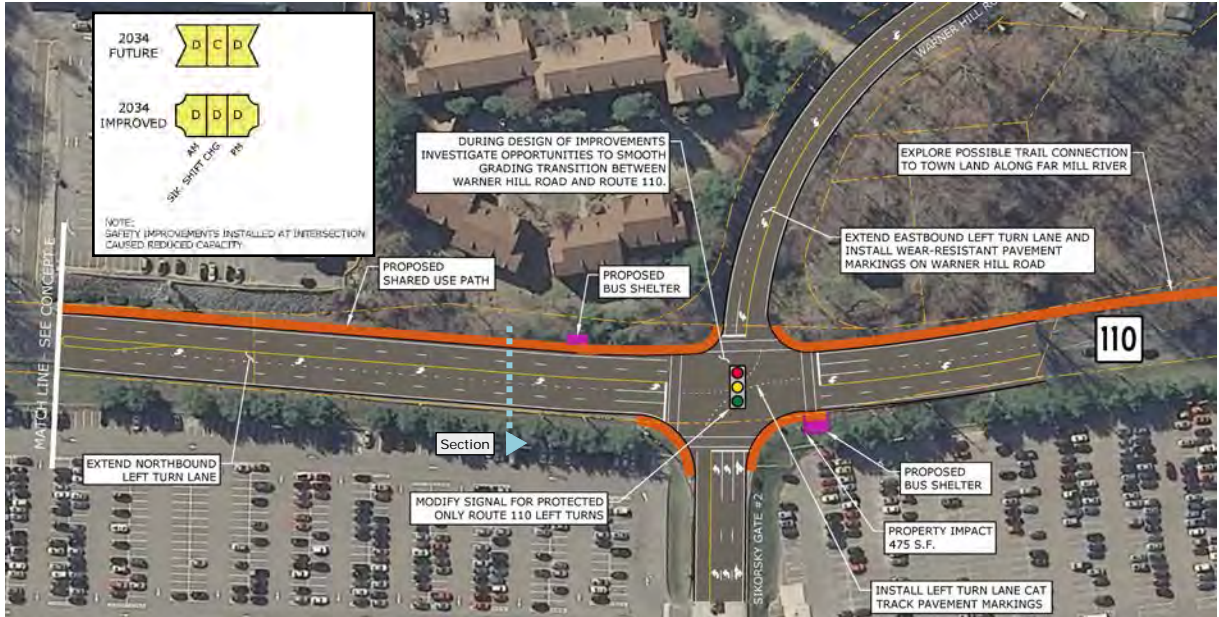 2034
FUTURE
D C D
2034
IMPROVED
D D D
AM
SIK. SHIFT CHG
PM
NOTE:
SAFETY IMPROVEMENTS INSTALLED AT INTERSECTION
CAUSED REDUCED CAPACITY
WARNER HILL RO
DURING DESIGN OF IMPROVEMENTS
INVESTIGATE OPPORTUNITIES TO SMOOTH
GRADING TRANSITION BETWEEN
WARNER HILL ROAD AND ROUTE 110.
EXPLORE POSSIBLE TRAIL CONNECTION
TO TOWN LAND ALONG FAR MILL RIVER
EXTEND EASTBOUND LEFT TURN LANE AND
INSTALL WEAR-RESISTANT PAVEMENT
MARKINGS ON WARNER HILL ROAD
PROPOSED
SHARED USE PATH
PROPOSED
BUS SHELTER
110
MATCH LINE- SEE CONCEPT
Section
EXTEND NORTHBOUND
LEFT TURN LANE
MODIFY SIGNAL FOR PROTECTED
ONLY ROUTE 110 LEFT TURNS
SIKORSKY GATE #2
PROPOSED
BUS SHELTER
PROPERTY IMPACT
475 S.F.
INSTALL LEFT TURN LANE CAT
TRACK PAVEMENT MARKINGS